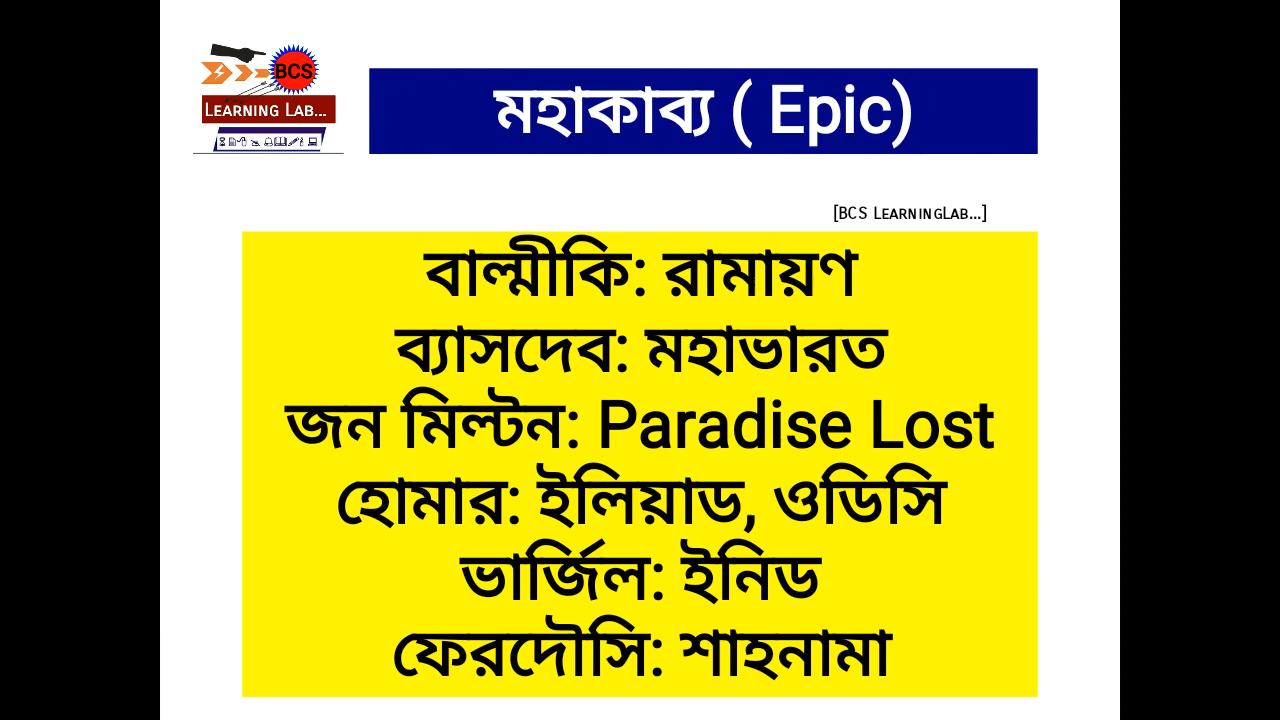 BCS
LEARNING LAB...
মহাকাব্য ( Epic)
[BCS LEARNINGLAB...]
বাল্মীকি: রামায়ণ
ব্যাসদেব: মহাভারত
জন মিল্টন: Paradise Lost
হোমার: ইলিয়াড, ওডিসি
ভার্জিল: ইনিড
ফেরদৌসি: শাহনামা